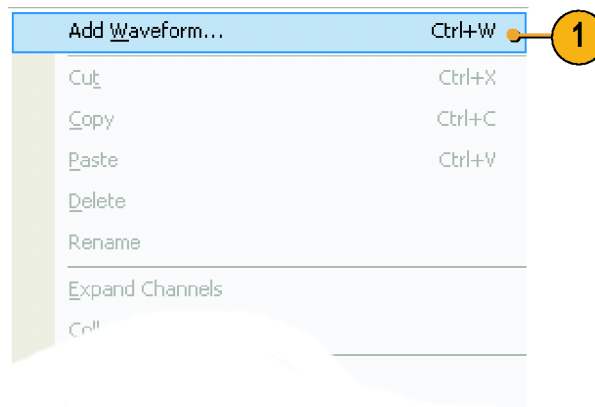 Add Waveform... Ctrl+W
1
Cut Ctrl+X
Copy Ctrl+C
Paste Ctrl+V
Delete
Rename
Expand Channels